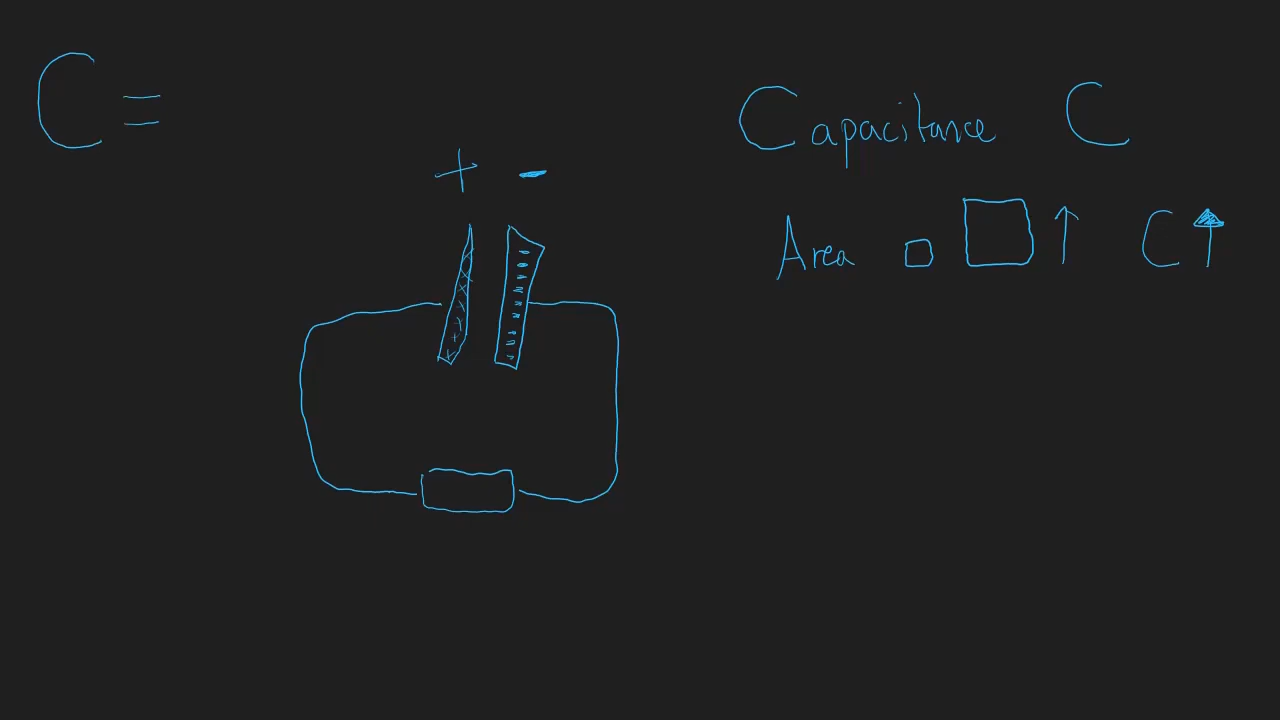 C =
Capacitance C
+ -
Area ↑ C ↑